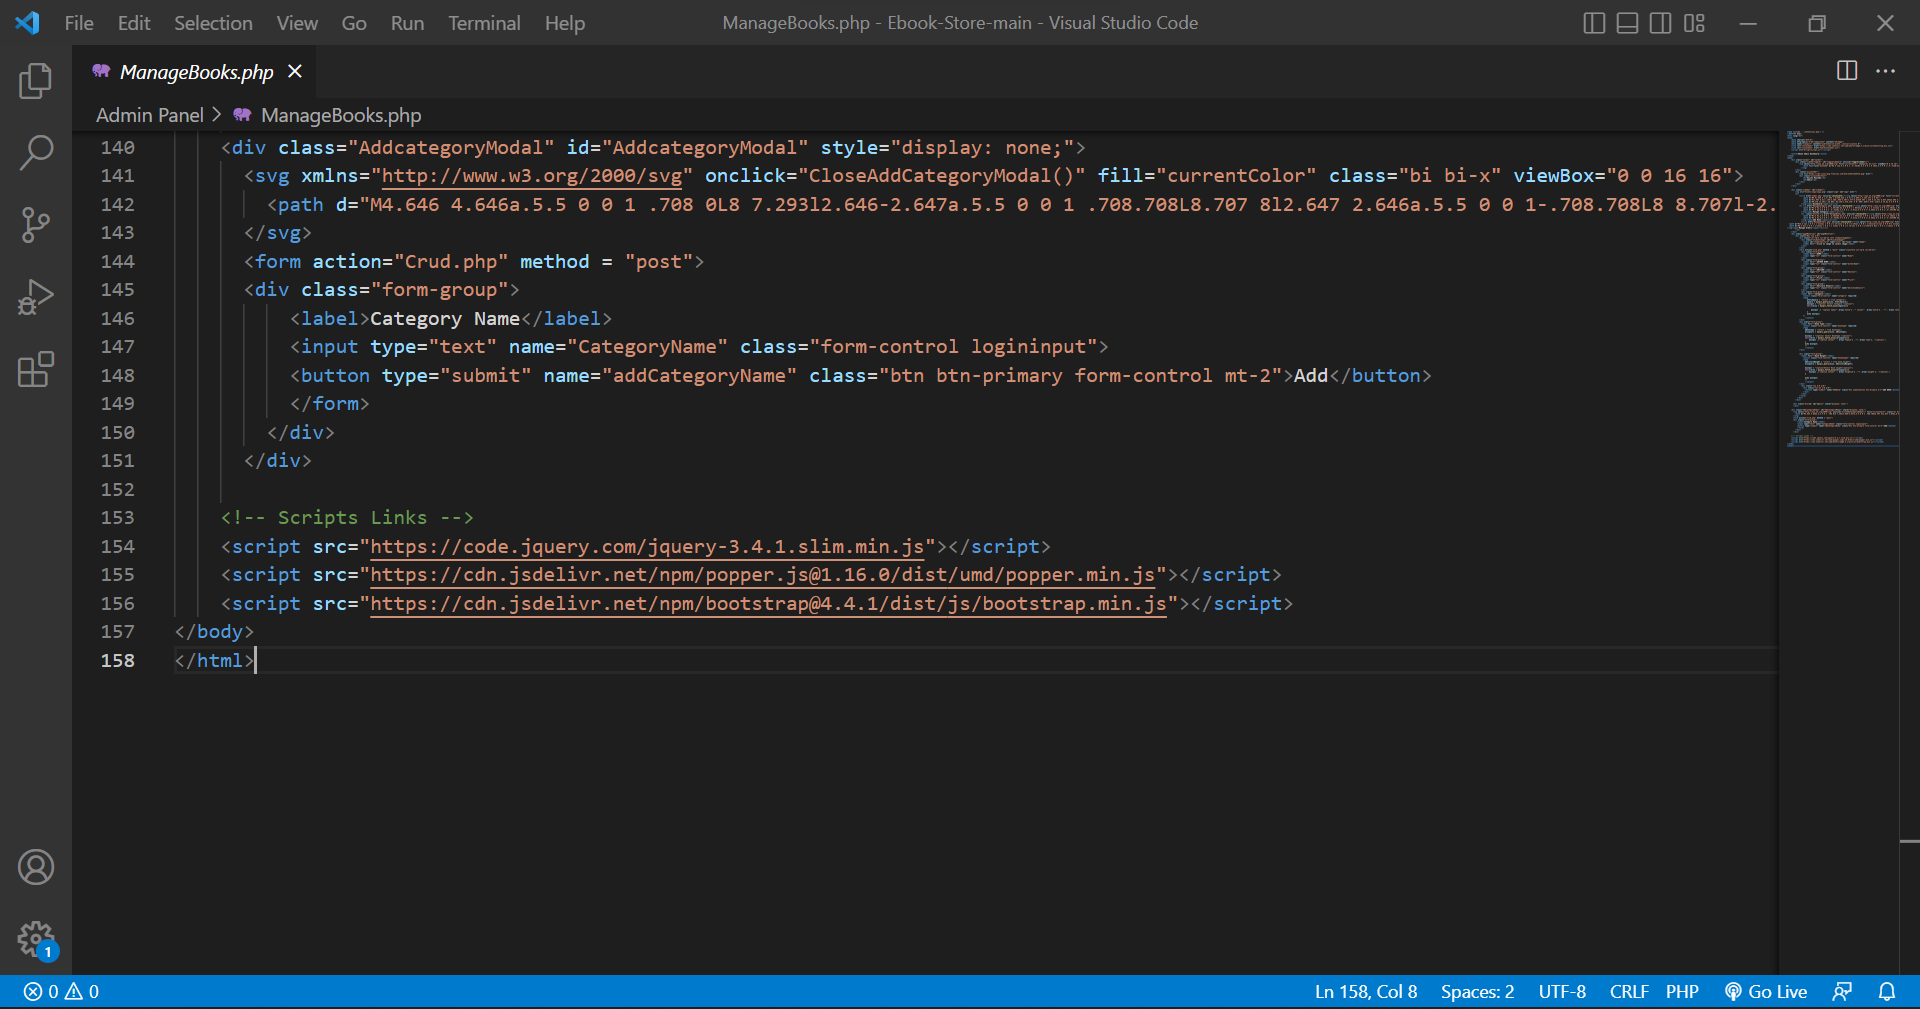 File Edit Selection View Go Run Terminal Help ManageBooks.php - Ebook-Store-main - Visual Studio Code
ManageBooks.php
Admin Panel > ManageBooks.php
140 <div class="AddcategoryModal" id="AddcategoryModal" style="display: none;">
141 <svg xmlns="http://www.w3.org/2000/svg" onclick="CloseAddCategoryModal()" fill="currentColor" class="bi bi-x" viewBox="0 0 16 16">
142 <path d="M4.646 4.646a.5.5 0 0 1 .708 0L8 7.293l2.646-2.647a.5.5 0 0 1 .708.708L8.707 8l2.647 2.646a.5.5 0 0 1-.708.708L8 8.707l-2.
143 </svg>
144 <form action="Crud.php" method = "post">
145 <div class="form-group">
146 <label>Category Name</label>
147 <input type="text" name="CategoryName" class="form-control logininput">
148 <button type="submit" name="addCategoryName" class="btn btn-primary form-control mt-2">Add</button>
149 </form>
150 </div>
151 </div>
152
153 <!-- Scripts Links -->
154 <script src="https://code.jquery.com/jquery-3.4.1.slim.min.js"></script>
155 <script src="https://cdn.jsdelivr.net/npm/popper.js@1.16.0/dist/umd/popper.min.js"></script>
156 <script src="https://cdn.jsdelivr.net/npm/bootstrap@4.4.1/dist/js/bootstrap.min.js"></script>
157 </body>
158 </html>
1
0 0 Ln 158, Col 8 Spaces: 2 UTF-8 CRLF PHP Go Live